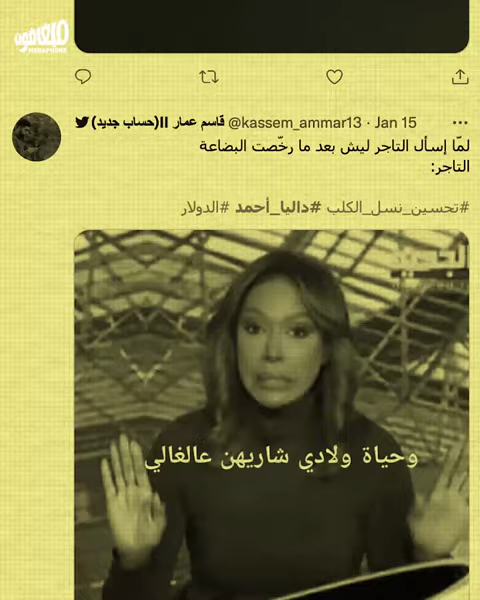 ميغافون
MEGAPHONE
قاسم عمار II(حساب جديد) @kassem_ammar13 · Jan 15
لمّا إسأل التاجر ليش بعد ما رخّصت البضاعة
التاجر:
#تحسين_نسل_الكلب #داليا_أحمد #الدولار
الجديد
وحياة ولادي شاريهن عالغالي